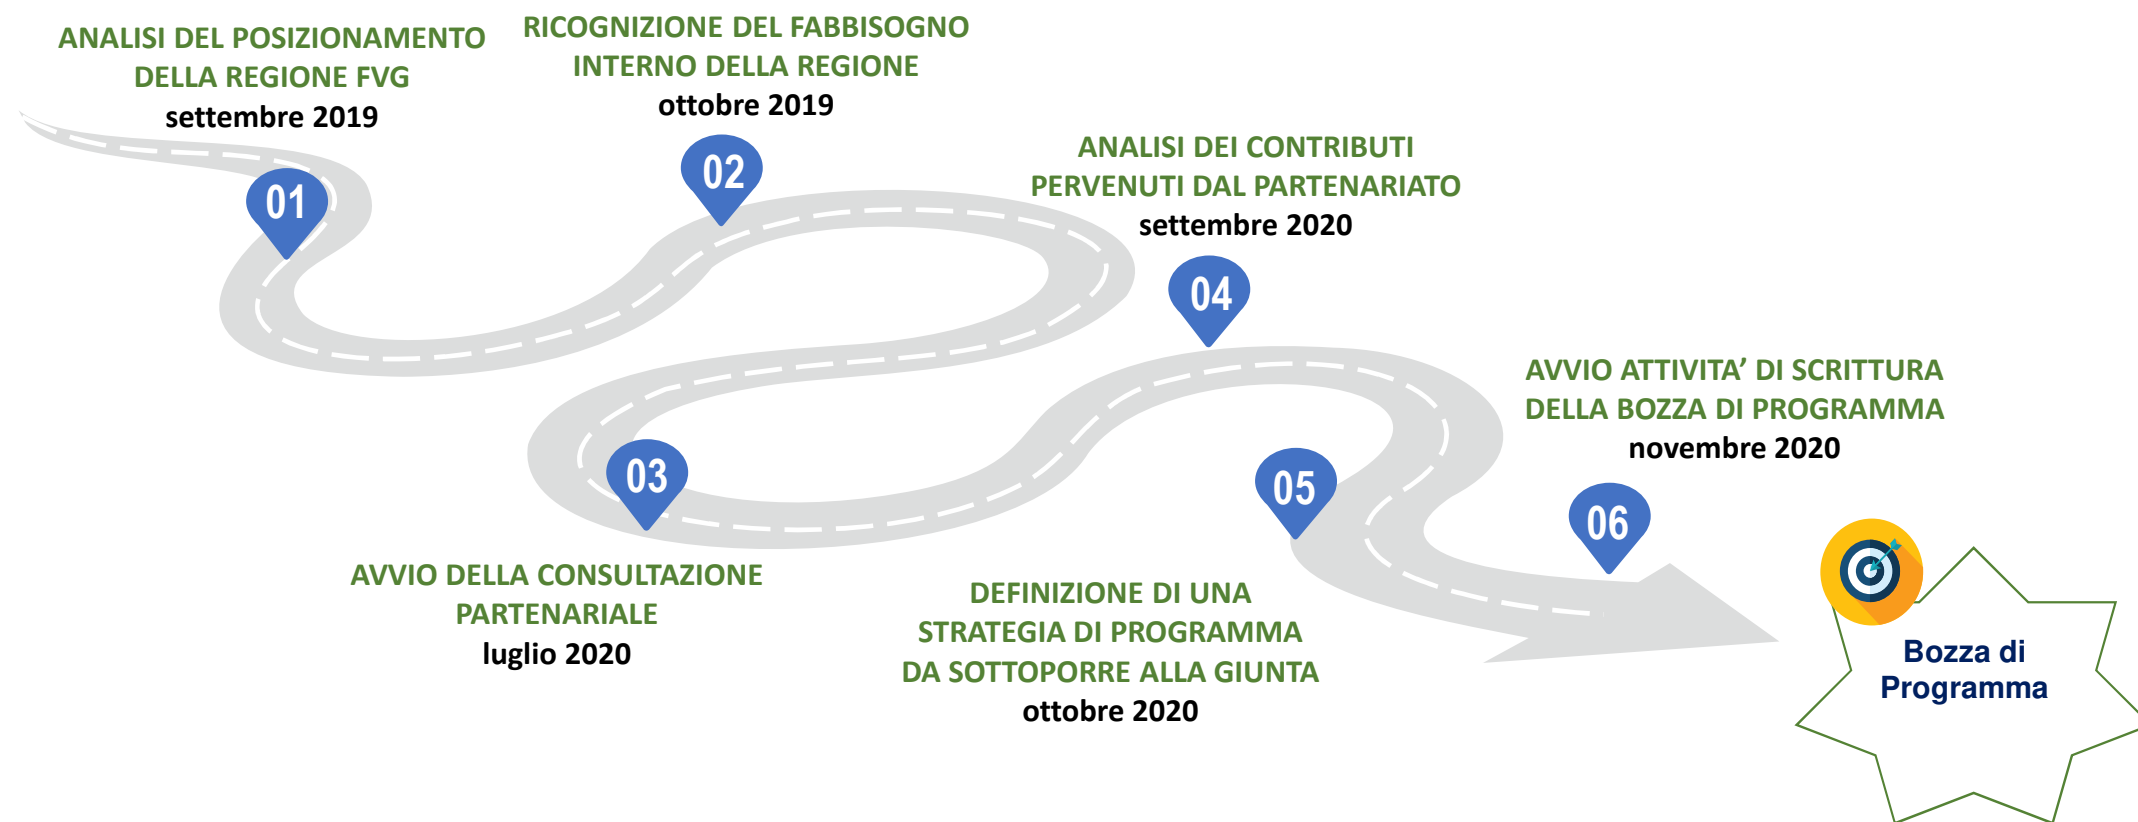 ANALISI DEL POSIZIONAMENTO
DELLA REGIONE FVG
settembre 2019
01
RICOGNIZIONE DEL FABBISOGNO
INTERNO DELLA REGIONE
ottobre 2019
02
03
AVVIO DELLA CONSULTAZIONE
PARTENARIALE
luglio 2020
ANALISI DEI CONTRIBUTI
PERVENUTI DAL PARTENARIATO
settembre 2020
04
05
DEFINIZIONE DI UNA
STRATEGIA DI PROGRAMMA
DA SOTTOPORRE ALLA GIUNTA
ottobre 2020
AVVIO ATTIVITA’ DI SCRITTURA
DELLA BOZZA DI PROGRAMMA
novembre 2020
06
Bozza di
Programma